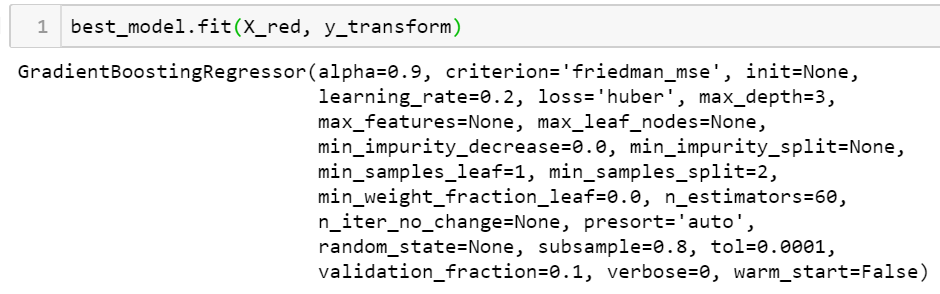 1 best_model.fit(X_red, y_transform)
GradientBoostingRegressor(alpha=0.9, criterion='friedman_mse', init=None,
learning_rate=0.2, loss='huber', max_depth=3,
max_features=None, max_leaf_nodes=None,
min_impurity_decrease=0.0, min_impurity_split=None,
min_samples_leaf=1, min_samples_split=2,
min_weight_fraction_leaf=0.0, n_estimators=60,
n_iter_no_change=None, presort='auto',
random_state=None, subsample=0.8, tol=0.0001,
validation_fraction=0.1, verbose=0, warm_start=False)